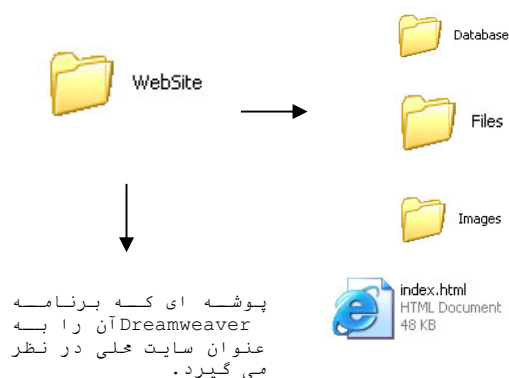 WebSite
Database
Files
Images
index.html
HTML Document
48 KB
پوشه ای که برنامه
Dreamweaver آن را به
عنوان سایت محلی در نظر
می گیرد.